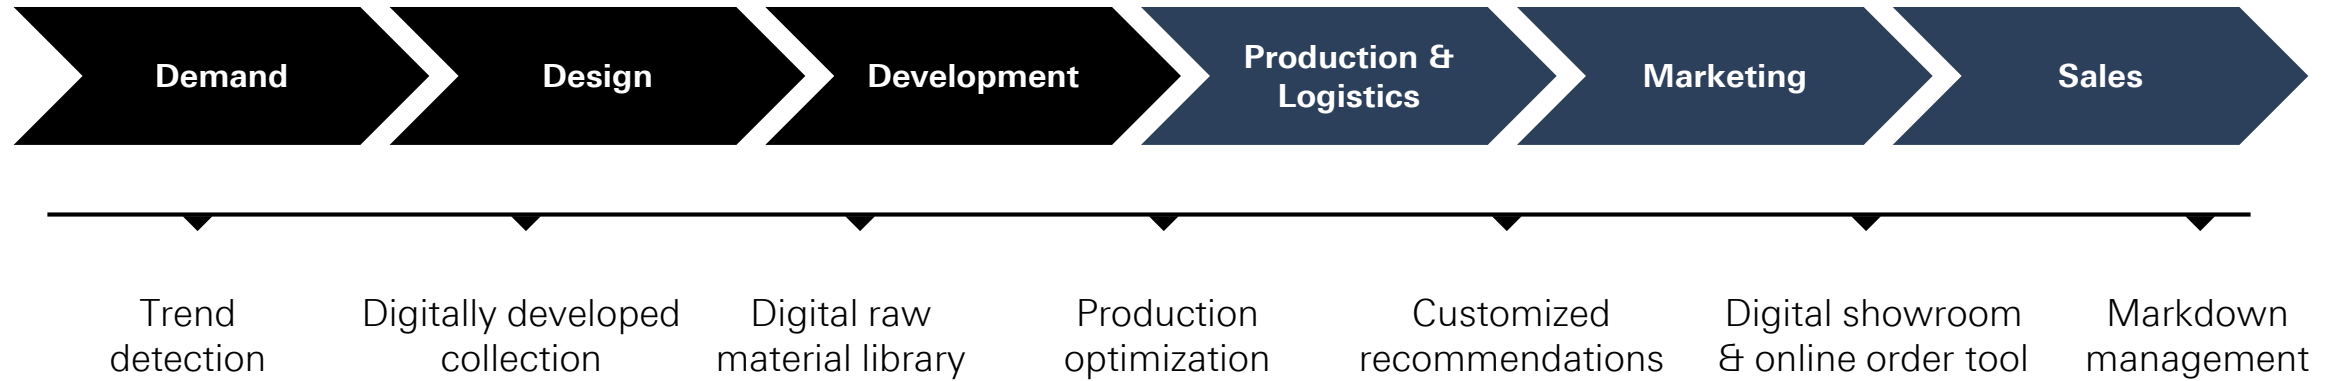 Demand
Design
Development
Production &
Logistics
Marketing
Sales
Trend
detection
Digitally developed
collection
Digital raw
material library
Production
optimization
Customized
recommendations
Digital showroom
& online order tool
Markdown
management